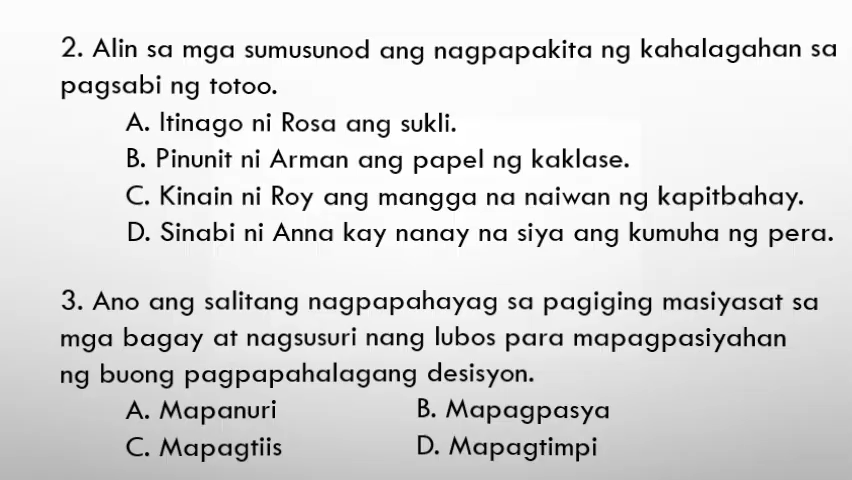 2. Alin sa mga sumusunod ang nagpapakita ng kahalagahan sa
pagsabi ng totoo.
A. Itinago ni Rosa ang sukli.
B. Pinunit ni Arman ang papel ng kaklase.
C. Kinain ni Roy ang mangga na naiwan ng kapitbahay.
D. Sinabi ni Anna kay nanay na siya ang kumuha ng pera.
3. Ano ang salitang nagpapahayag sa pagiging masiyasat sa
mga bagay at nagsusuri nang lubos para mapagpasiyahan
ng buong pagpapahalagang desisyon.
A. Mapanuri B. Mapagpasya
C. Mapagtiis D. Mapagtimpi